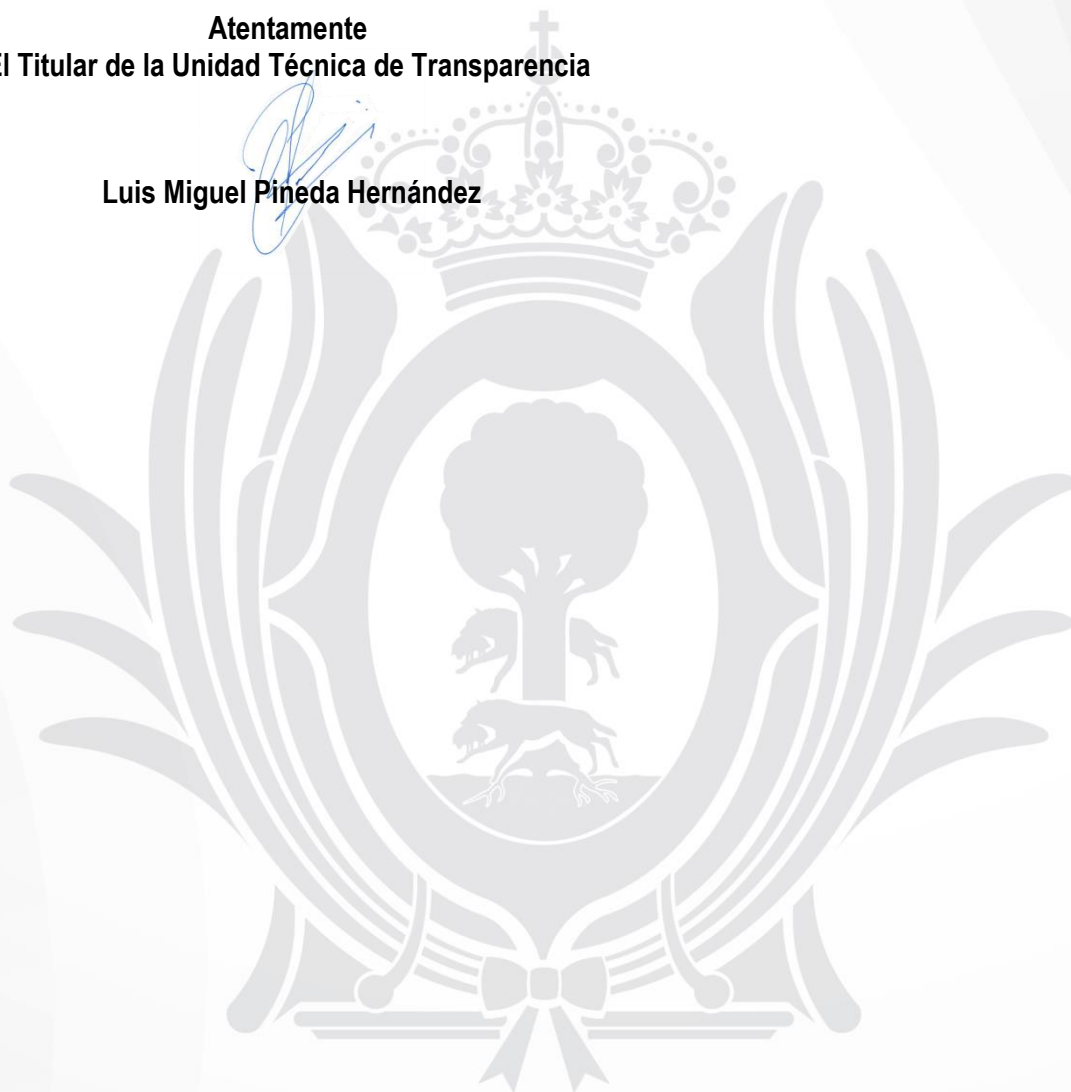 Atentamente
El Titular de la Unidad Técnica de Transparencia
Luis Miguel Pineda Hernández